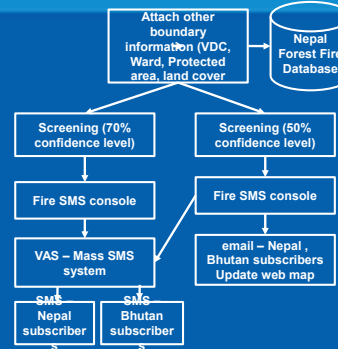 Attach other
boundary
information (VDC,
Ward, Protected
area, land cover
Nepal
Forest Fire
Database
Screening (70%
confidence level)
Screening (50%
confidence level)
Fire SMS console
Fire SMS console
VAS – Mass SMS
system
email – Nepal ,
Bhutan subscribers
Update web map
SMS –
Nepal
subscriber
s
SMS –
Bhutan
subscriber
s